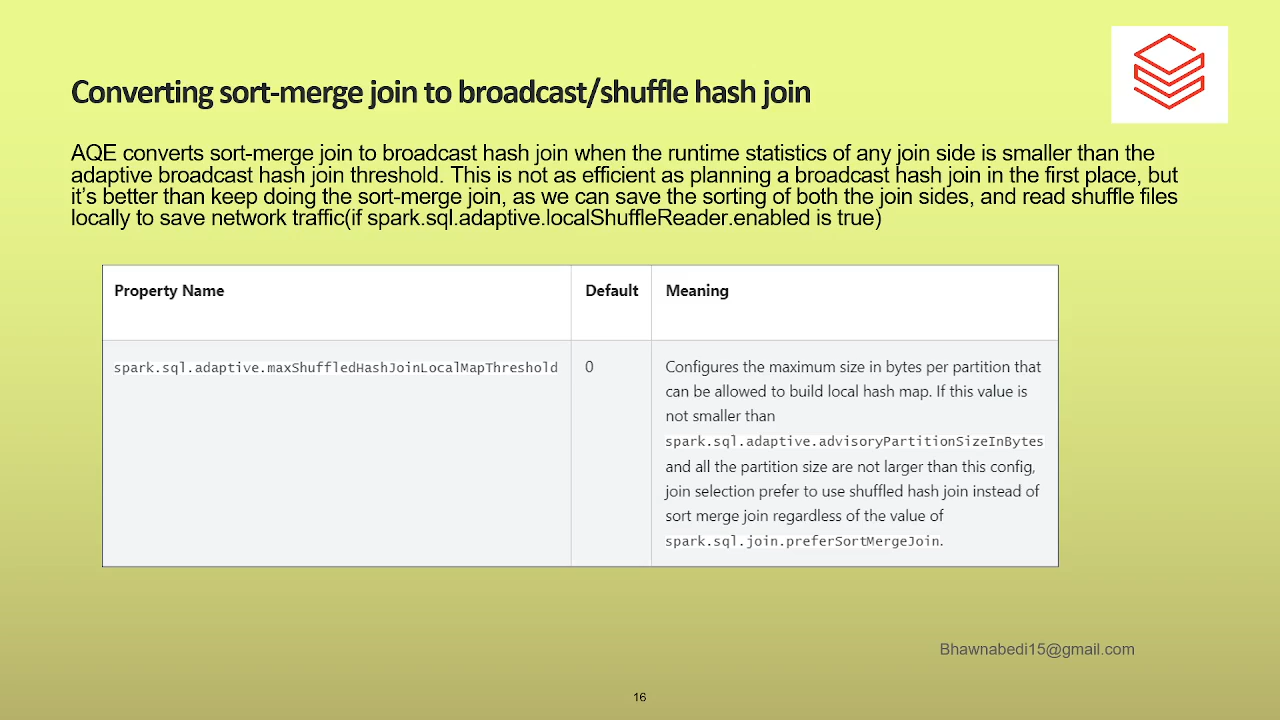 Converting sort-merge join to broadcast/shuffle hash join
AQE converts sort-merge join to broadcast hash join when the runtime statistics of any join side is smaller than the
adaptive broadcast hash join threshold. This is not as efficient as planning a broadcast hash join in the first place, but
it’s better than keep doing the sort-merge join, as we can save the sorting of both the join sides, and read shuffle files
locally to save network traffic(if spark.sql.adaptive.localShuffleReader.enabled is true)
Property Name
Default
Meaning
spark.sql.adaptive.maxShuffledHashJoinLocalMapThreshold
0
Configures the maximum size in bytes per partition that
can be allowed to build local hash map. If this value is
not smaller than
spark.sql.adaptive.advisoryPartitionSizeInBytes
and all the partition size are not larger than this config,
join selection prefer to use shuffled hash join instead of
sort merge join regardless of the value of
spark.sql.join.preferSortMergeJoin.
Bhawnabedi15@gmail.com
16